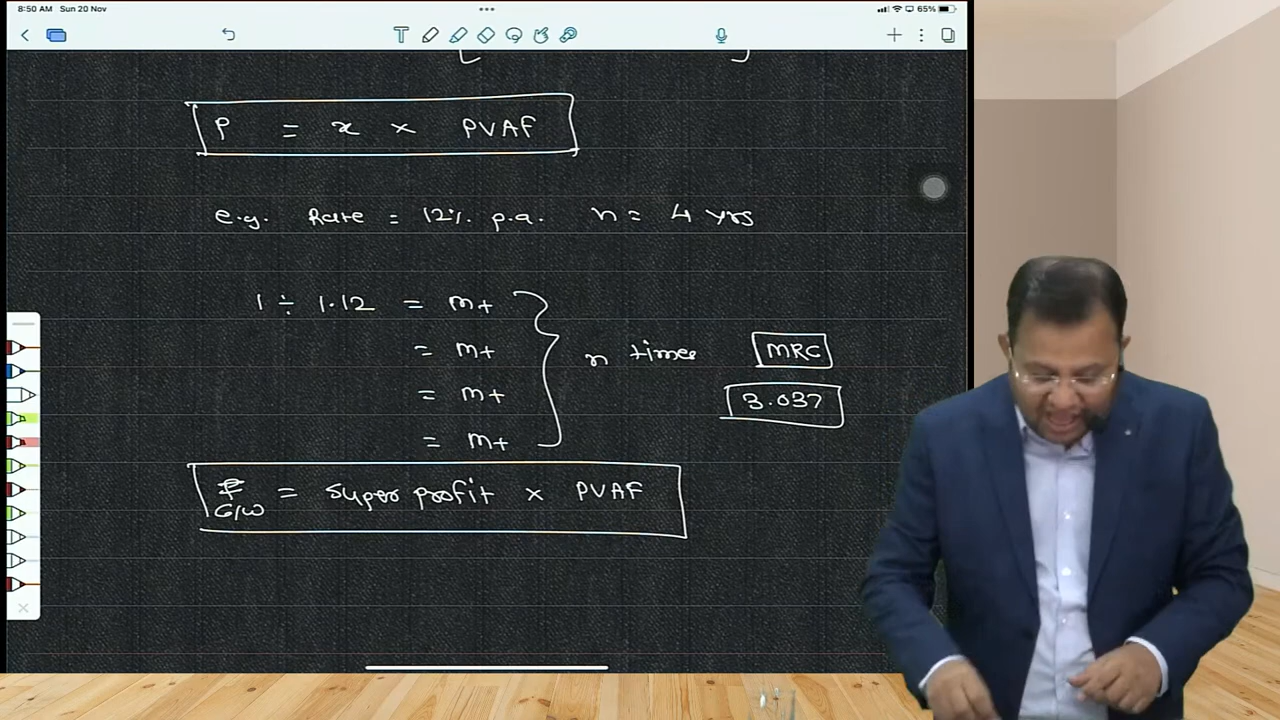 8:50 AM Sun 20 Nov
65%
P = x × PVAF
e.g. Rate = 12% p.a. n = 4 yrs
1 ÷ 1.12 = m+
= m+
= m+
= m+
n times
MRC
3.037
G/W = super profit × PVAF